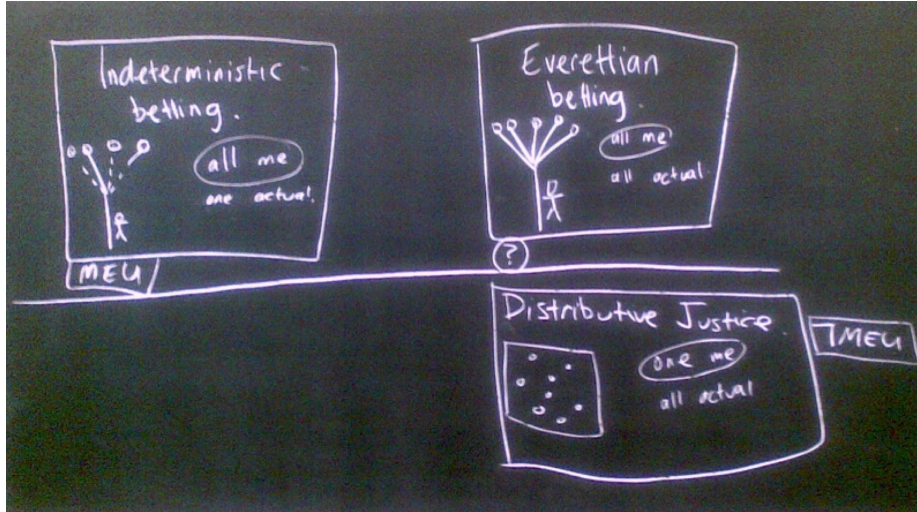 Indeterministic
betting.
all me
one actual.
MEU
Everettian
betting.
all me
all actual.
?
Distributive Justice.
one me
all actual
¬MEU